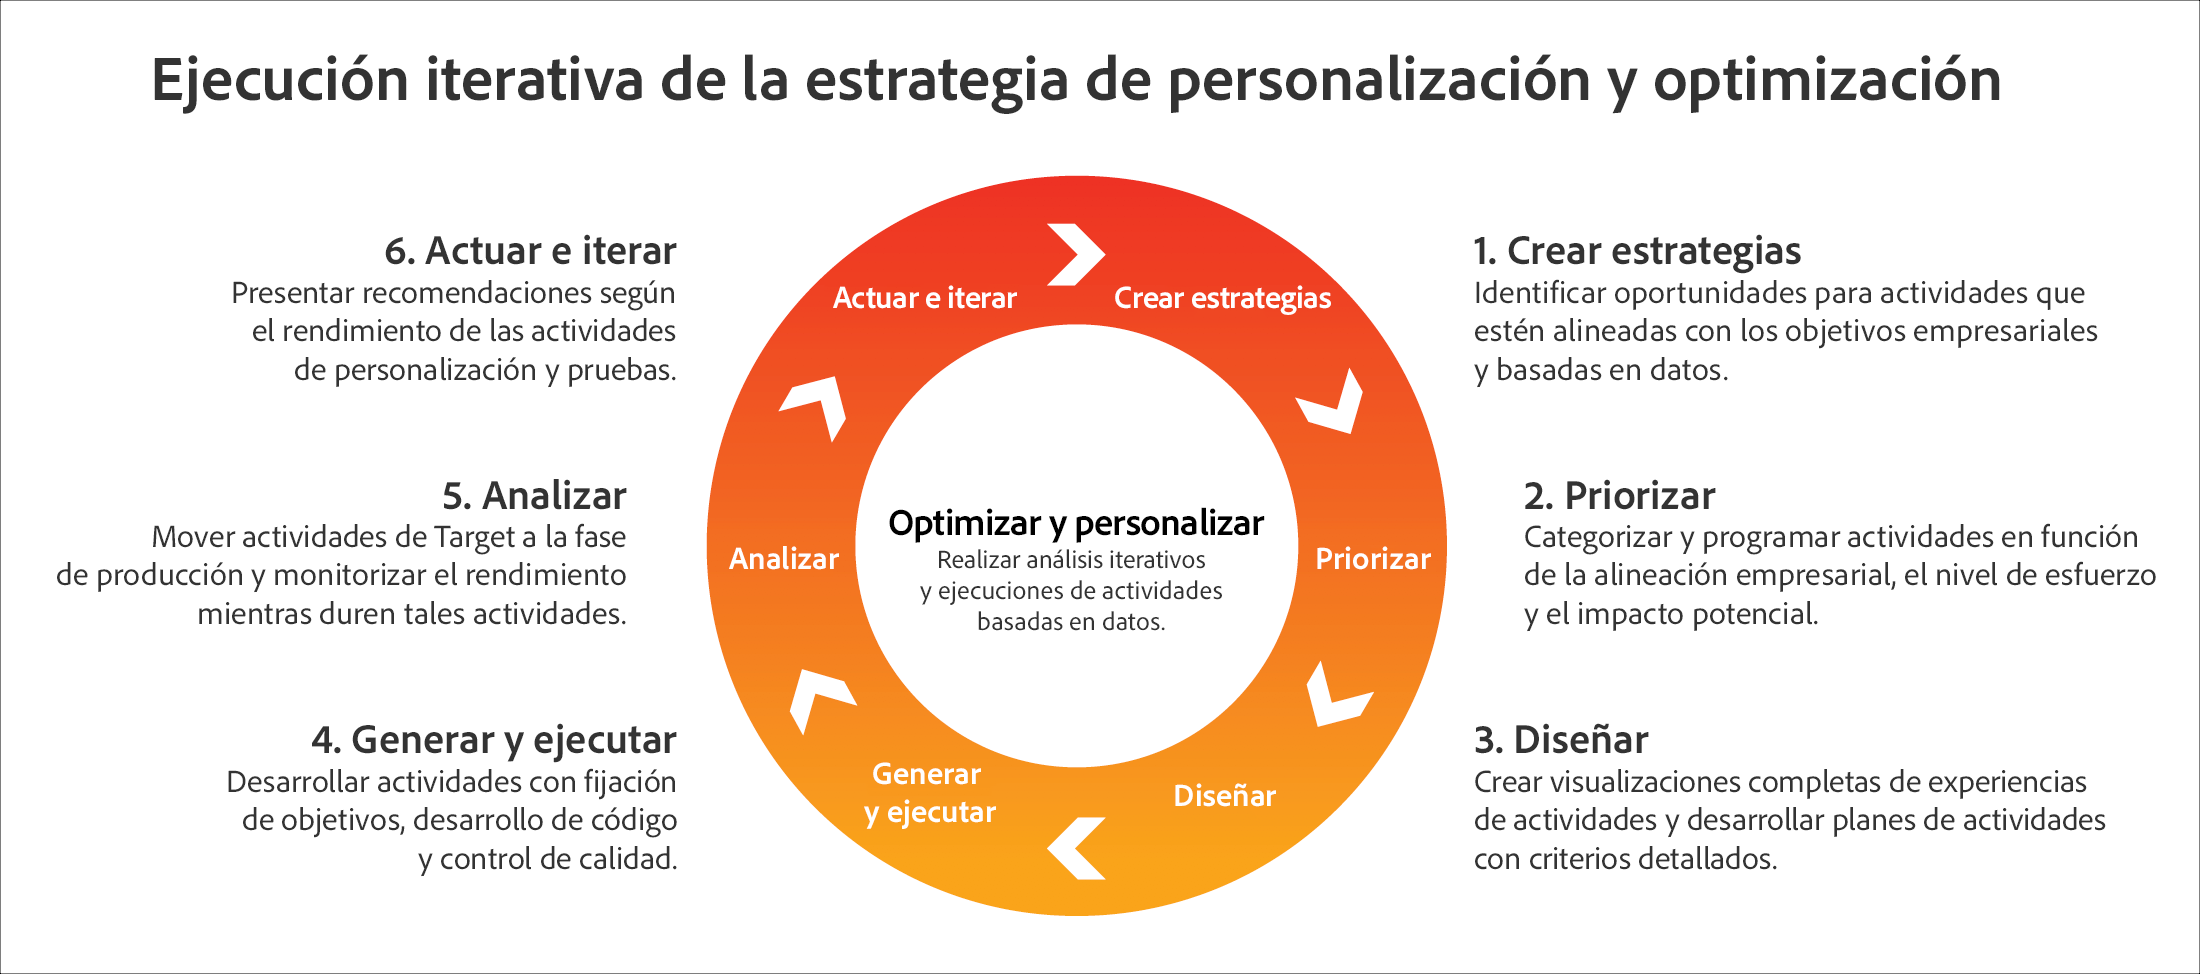 Ejecución iterativa de la estrategia de personalización y optimización
6. Actuar e iterar
Presentar recomendaciones según
el rendimiento de las actividades
de personalización y pruebas.
5. Analizar
Mover actividades de Target a la fase
de producción y monitorizar el rendimiento
mientras duren tales actividades.
4. Generar y ejecutar
Desarrollar actividades con fijación
de objetivos, desarrollo de código
y control de calidad.
Actuar e iterar
Crear estrategias
Analizar
Priorizar
Generar
y ejecutar
Diseñar
Optimizar y personalizar
Realizar análisis iterativos
y ejecuciones de actividades
basadas en datos.
1. Crear estrategias
Identificar oportunidades para actividades que
estén alineadas con los objetivos empresariales
y basadas en datos.
2. Priorizar
Categorizar y programar actividades en función
de la alineación empresarial, el nivel de esfuerzo
y el impacto potencial.
3. Diseñar
Crear visualizaciones completas de experiencias
de actividades y desarrollar planes de actividades
con criterios detallados.